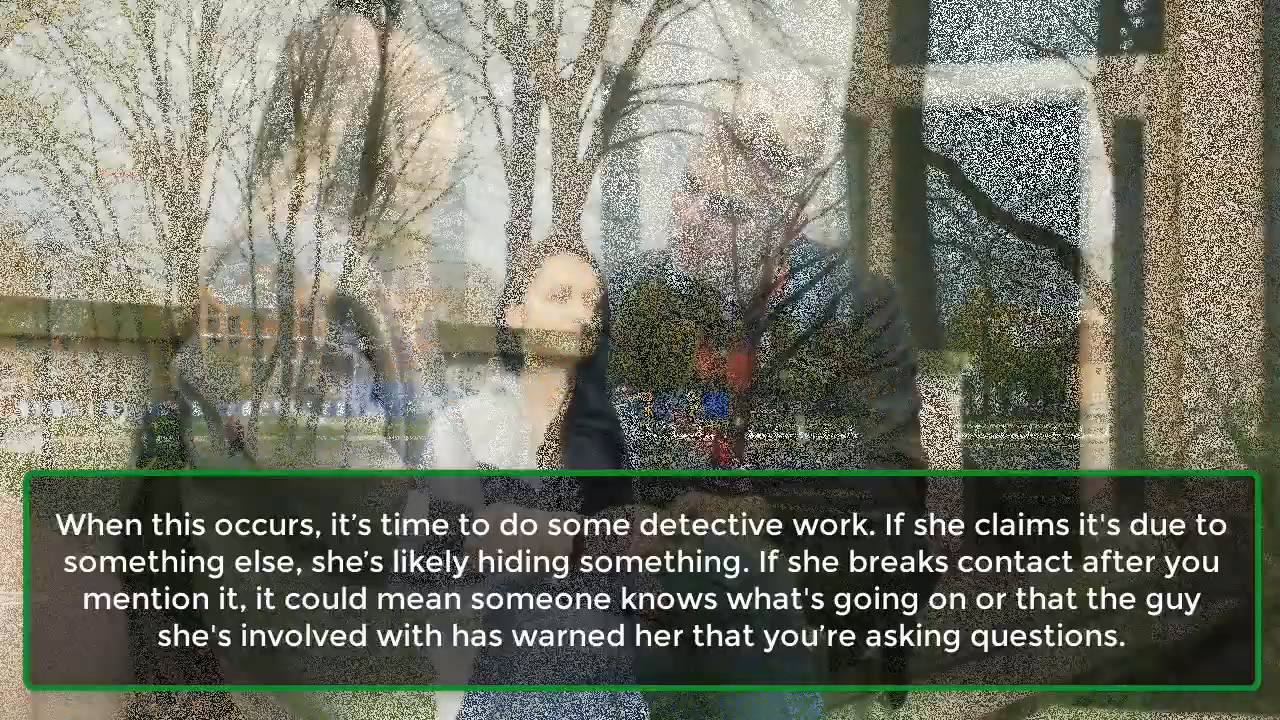 When this occurs, it’s time to do some detective work. If she claims it's due to
something else, she’s likely hiding something. If she breaks contact after you
mention it, it could mean someone knows what's going on or that the guy
she's involved with has warned her that you’re asking questions.